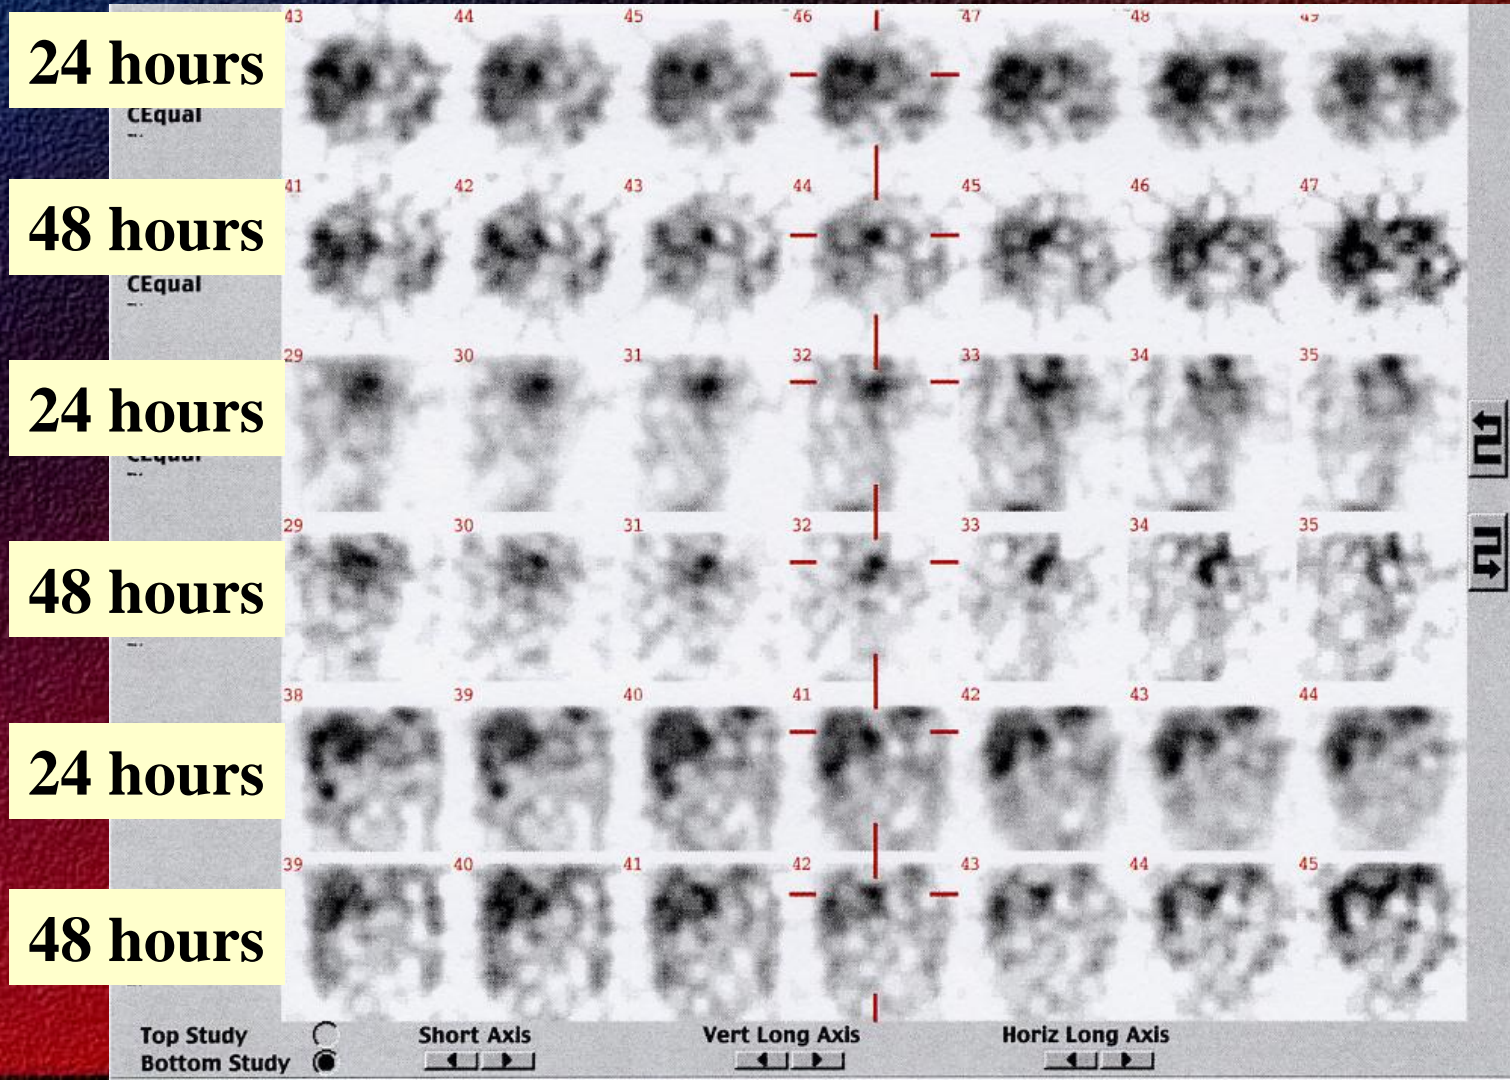 43 44 45 46 47 48 49
24 hours
CEqual
41 42 43 44 45 46 47
48 hours
CEqual
29 30 31 32 33 34 35
24 hours
CEqual
29 30 31 32 33 34 35
48 hours
38 39 40 41 42 43 44
24 hours
39 40 41 42 43 44 45
48 hours
Top Study Short Axis Vert Long Axis Horiz Long Axis
Bottom Study